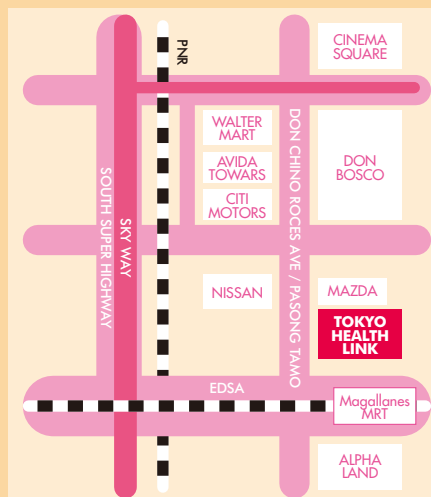 CINEMA
SQUARE
PNR
WALTER
MART
AVIDA
TOWARS
CITI
MOTORS
DON
BOSCO
DON CHINO ROCES AVE / PASONG TAMO
SOUTH SUPER HIGHWAY
SKY WAY
NISSAN
MAZDA
TOKYO
HEALTH
LINK
EDSA
Magallanes
MRT
ALPHA
LAND